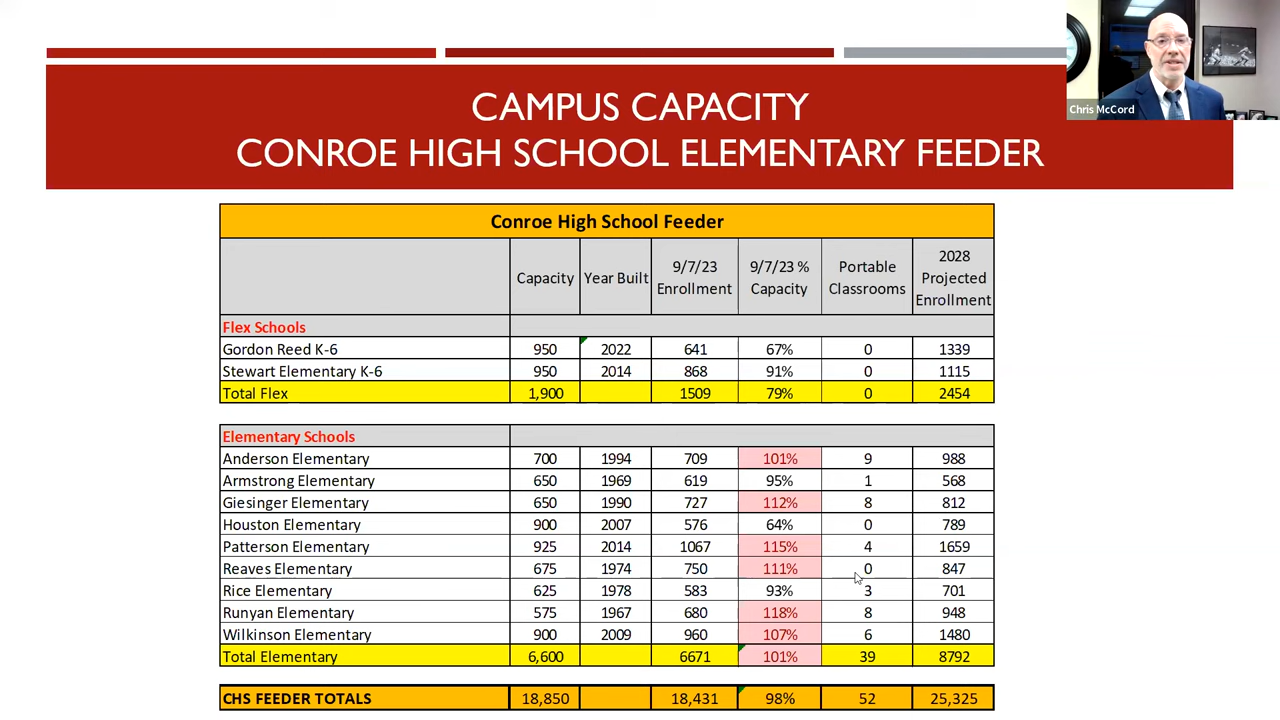 Chris McCord
CAMPUS CAPACITY
CONROE HIGH SCHOOL ELEMENTARY FEEDER
Conroe High School Feeder
Capacity Year Built 9/7/23 Enrollment 9/7/23 % Capacity Portable Classrooms 2028 Projected Enrollment
Flex Schools
Gordon Reed K-6 950 2022 641 67% 0 1339
Stewart Elementary K-6 950 2014 868 91% 0 1115
Total Flex 1,900 1509 79% 0 2454
Elementary Schools
Anderson Elementary 700 1994 709 101% 9 988
Armstrong Elementary 650 1969 619 95% 1 568
Giesinger Elementary 650 1990 727 112% 8 812
Houston Elementary 900 2007 576 64% 0 789
Patterson Elementary 925 2014 1067 115% 4 1659
Reaves Elementary 675 1974 750 111% 0 847
Rice Elementary 625 1978 583 93% 3 701
Runyan Elementary 575 1967 680 118% 8 948
Wilkinson Elementary 900 2009 960 107% 6 1480
Total Elementary 6,600 6671 101% 39 8792
CHS FEEDER TOTALS 18,850 18,431 98% 52 25,325